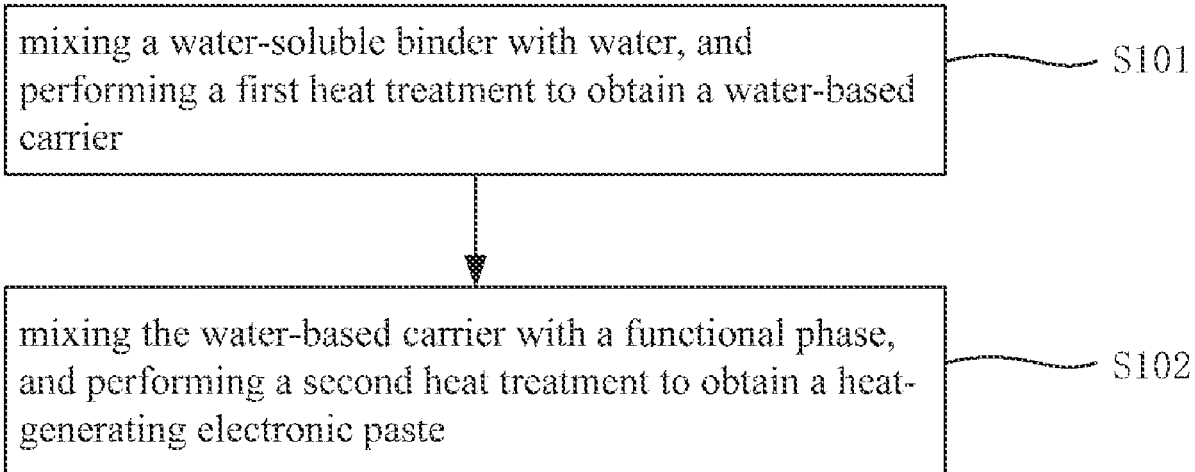 mixing a water-soluble binder with water, and
performing a first heat treatment to obtain a water-based
carrier
S101
mixing the water-based carrier with a functional phase,
and performing a second heat treatment to obtain a heat-
generating electronic paste
S102